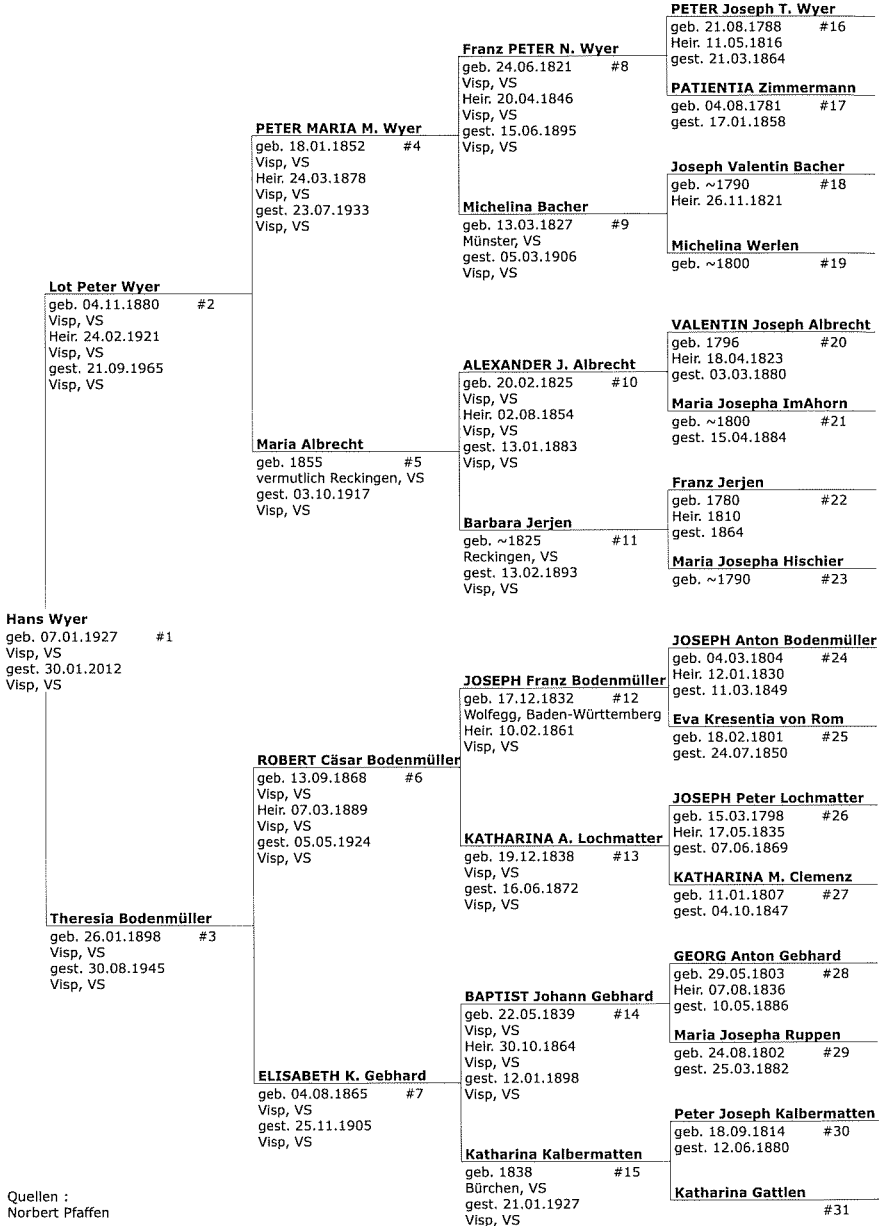 Hans Wyer
geb. 07.01.1927 #1
Visp, VS
gest. 30.01.2012
Visp, VS
Lot Peter Wyer
geb. 04.11.1880 #2
Visp, VS
Heir. 24.02.1921
Visp, VS
gest. 21.09.1965
Visp, VS
Theresia Bodenmüller
geb. 26.01.1898 #3
Visp, VS
gest. 30.08.1945
Visp, VS
PETER MARIA M. Wyer
geb. 18.01.1852 #4
Visp, VS
Heir. 24.03.1878
Visp, VS
gest. 23.07.1933
Visp, VS
Maria Albrecht
geb. 1855 #5
vermutlich Reckingen, VS
gest. 03.10.1917
Visp, VS
ROBERT Cäsar Bodenmüller
geb. 13.09.1868 #6
Visp, VS
Heir. 07.03.1889
Visp, VS
gest. 05.05.1924
Visp, VS
ELISABETH K. Gebhard
geb. 04.08.1865 #7
Visp, VS
gest. 25.11.1905
Visp, VS
Franz PETER N. Wyer
geb. 24.06.1821 #8
Visp, VS
Heir. 20.04.1846
Visp, VS
gest. 15.06.1895
Visp, VS
Michelina Bacher
geb. 13.03.1827 #9
Münster, VS
gest. 05.03.1906
Visp, VS
ALEXANDER J. Albrecht
geb. 20.02.1825 #10
Visp, VS
Heir. 02.08.1854
Visp, VS
gest. 13.01.1883
Visp, VS
Barbara Jerjen
geb. ~1825 #11
Reckingen, VS
gest. 13.02.1893
Visp, VS
JOSEPH Franz Bodenmüller
geb. 17.12.1832 #12
Wolfegg, Baden-Württemberg
Heir. 10.02.1861
Visp, VS
KATHARINA A. Lochmatter
geb. 19.12.1838 #13
Visp, VS
gest. 16.06.1872
Visp, VS
BAPTIST Johann Gebhard
geb. 22.05.1839 #14
Visp, VS
Heir. 30.10.1864
Visp, VS
gest. 12.01.1898
Visp, VS
Katharina Kalbermatten
geb. 1838 #15
Bürchen, VS
gest. 21.01.1927
Visp, VS
PETER Joseph T. Wyer
geb. 21.08.1788 #16
Heir. 11.05.1816
gest. 21.03.1864
PATIENTIA Zimmermann
geb. 04.08.1781 #17
gest. 17.01.1858
Joseph Valentin Bacher
geb. ~1790 #18
Heir. 26.11.1821
Michelina Werlen
geb. ~1800 #19
VALENTIN Joseph Albrecht
geb. 1796 #20
Heir. 18.04.1823
gest. 03.03.1880
Maria Josepha ImAhorn
geb. ~1800 #21
gest. 15.04.1884
Franz Jerjen
geb. 1780 #22
Heir. 1810
gest. 1864
Maria Josepha Hischier
geb. ~1790 #23
JOSEPH Anton Bodenmüller
geb. 04.03.1804 #24
Heir. 12.01.1830
gest. 11.03.1849
Eva Kresentia von Rom
geb. 18.02.1801 #25
gest. 24.07.1850
JOSEPH Peter Lochmatter
geb. 15.03.1798 #26
Heir. 17.05.1835
gest. 07.06.1869
KATHARINA M. Clemenz
geb. 11.01.1807 #27
gest. 04.10.1847
GEORG Anton Gebhard
geb. 29.05.1803 #28
Heir. 07.08.1836
gest. 10.05.1886
Maria Josepha Ruppen
geb. 24.08.1802 #29
gest. 25.03.1882
Peter Joseph Kalbermatten
geb. 18.09.1814 #30
gest. 12.06.1880
Katharina Gattlen
#31
Quellen :
Norbert Pfaffen